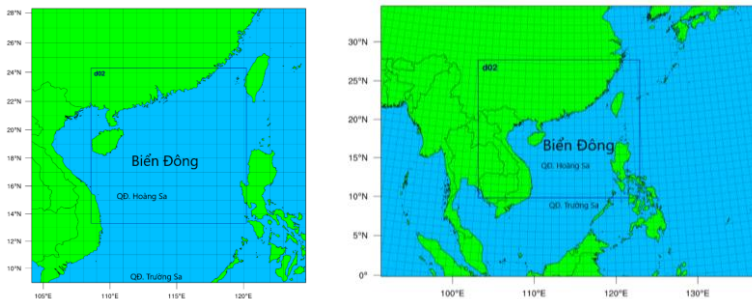 28°N
26°N
24°N
22°N
20°N
18°N
16°N
14°N
12°N
10°N
105°E
110°E
115°E
120°E
d02
Biển Đông
QĐ. Hoàng Sa
QĐ. Trường Sa
30°N
25°N
20°N
15°N
10°N
5°N
0°
100°E
110°E
120°E
130°E
d02
Biển Đông
QĐ. Hoàng Sa
QĐ. Trường Sa